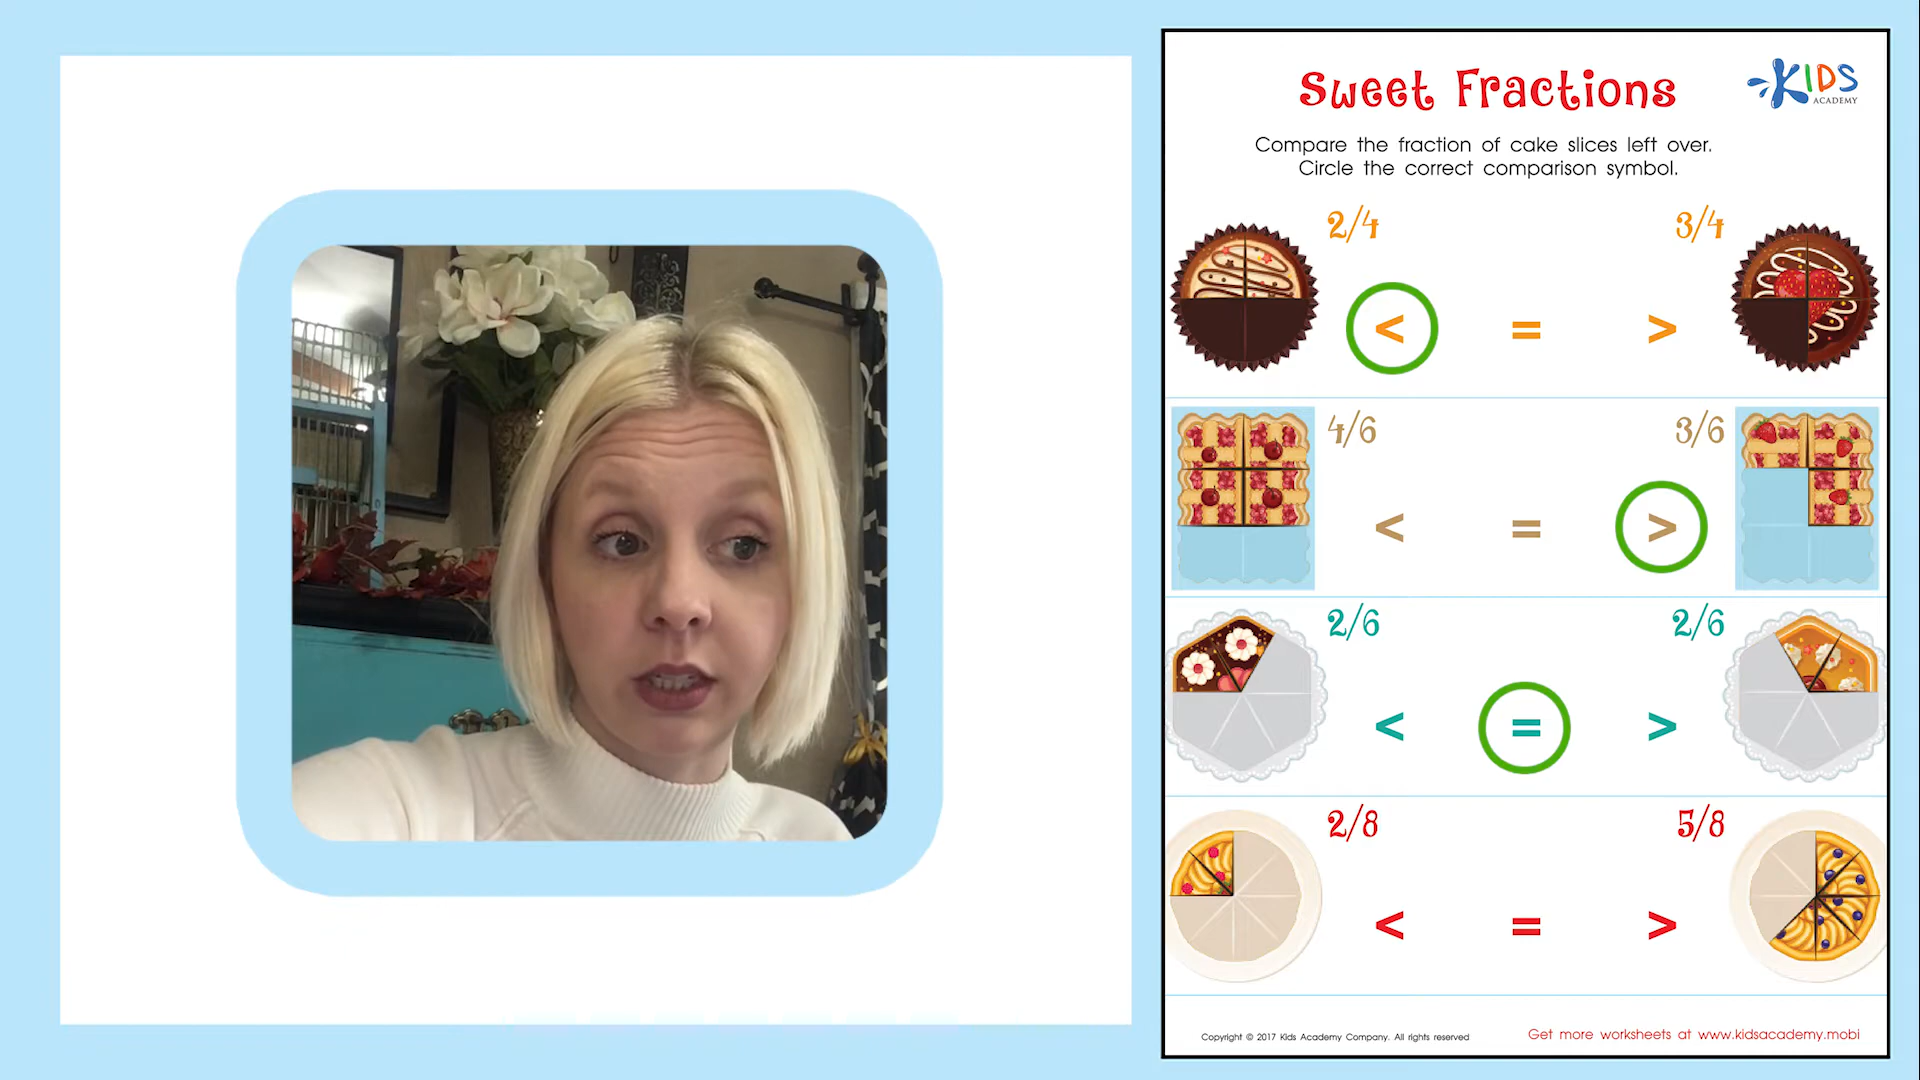 Sweet Fractions
KIDS
ACADEMY
Compare the fraction of cake slices left over.
Circle the correct comparison symbol.
2/4 3/4
< = >
4/6 3/6
< = >
2/6 2/6
< = >
2/8 5/8
< = >
Copyright © 2017 Kids Academy Company. All rights reserved
Get more worksheets at www.kidsacademy.mobi